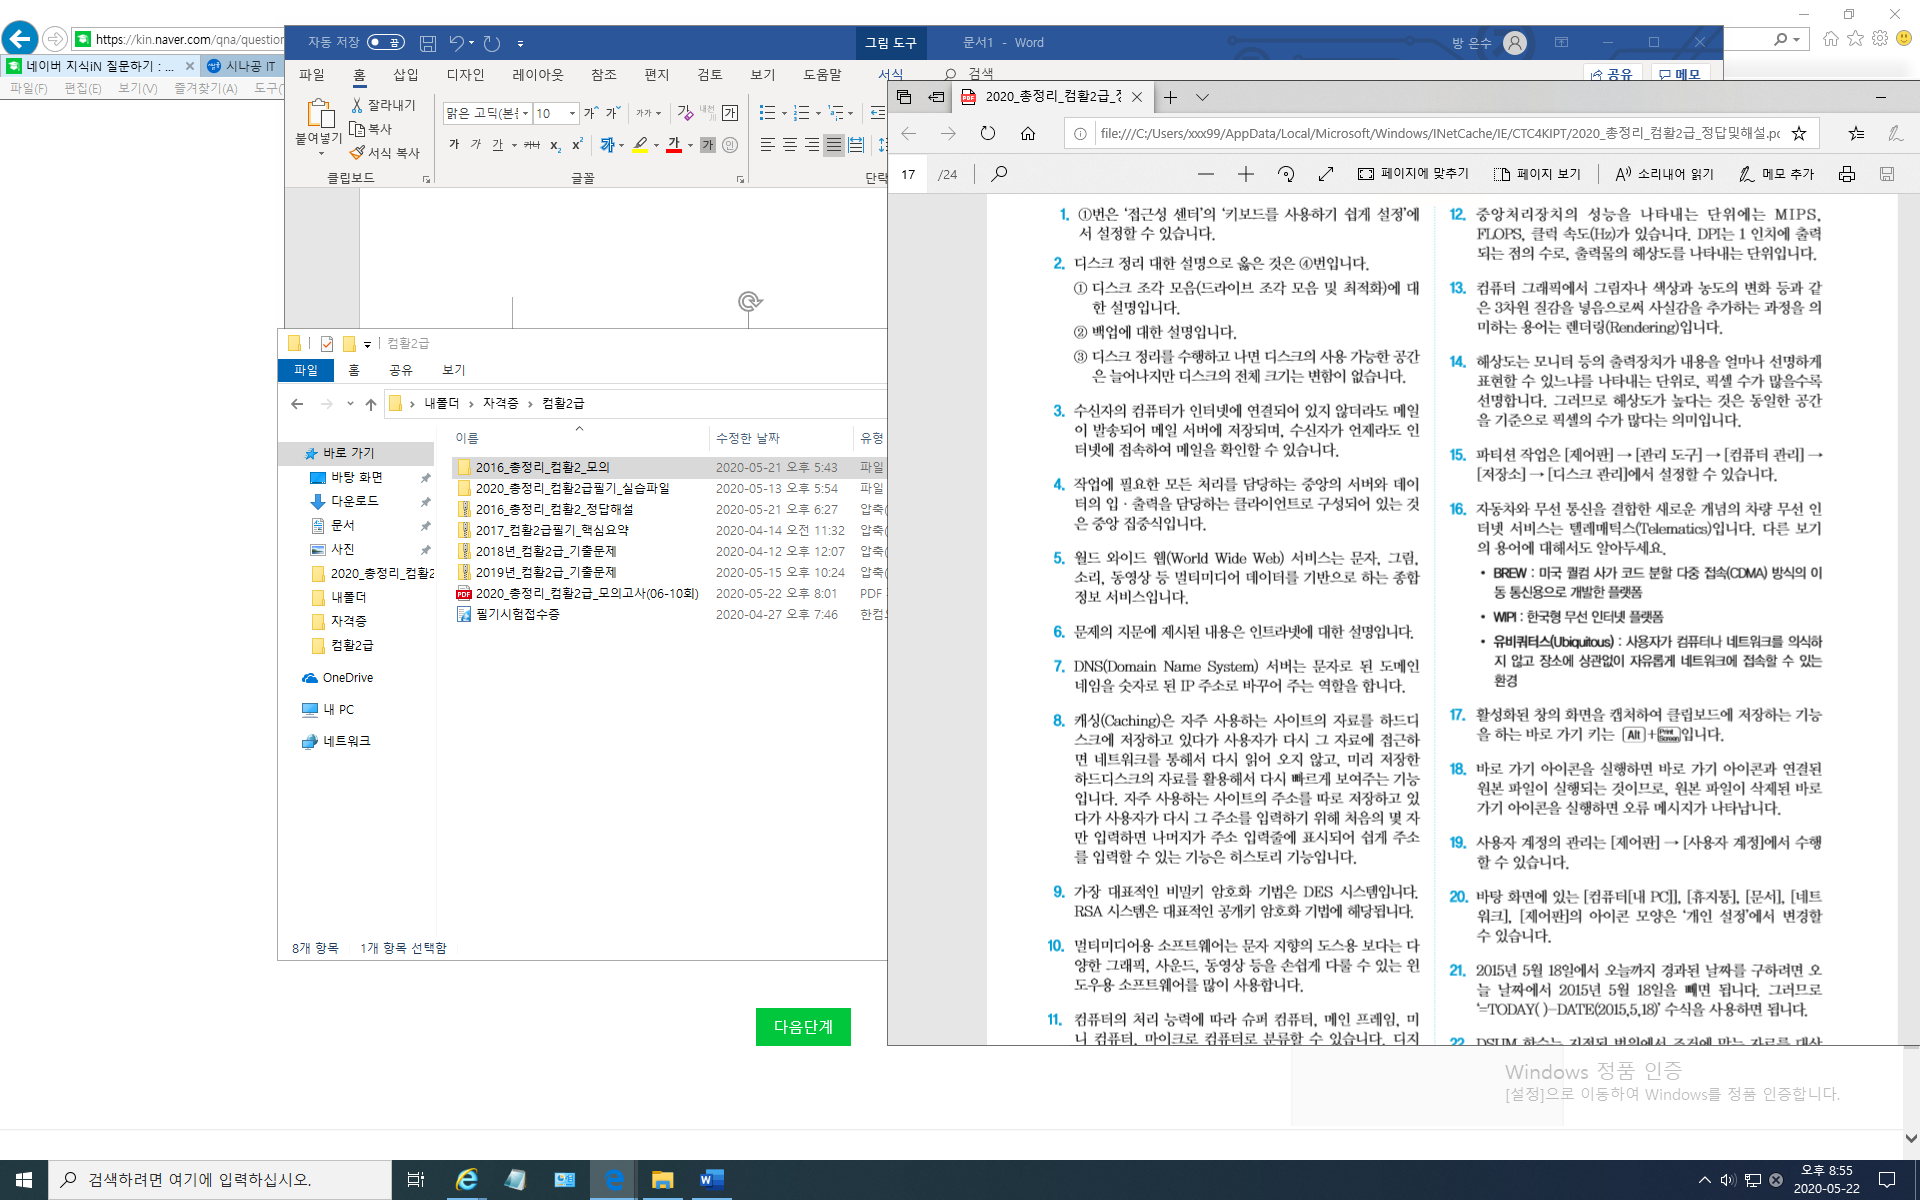 https://kin.naver.com/qna/question
네이버 지식iN 질문하기 : ...
시나공 IT
파일(F) 편집(E) 보기(V) 즐겨찾기(A) 도구(
자동 저장 끔
그림 도구
문서1 - Word
방 은수
파일 홈 삽입 디자인 레이아웃 참조 편지 검토 보기 도움말 서식 검색
공유 메모
붙여넣기
잘라내기
복사
서식 복사
클립보드
맑은 고딕(본문
10
글꼴
단락
컴활2급
파일 홈 공유 보기
내폴더 › 자격증 › 컴활2급
이름 수정한 날짜 유형
바로 가기
바탕 화면
다운로드
문서
사진
2020_총정리_컴활2
내폴더
자격증
컴활2급
OneDrive
내 PC
네트워크
2016_총정리_컴활2_모의 2020-05-21 오후 5:43 파일
2020_총정리_컴활2급필기_실습파일 2020-05-13 오후 5:54 파일
2016_총정리_컴활2_정답해설 2020-05-21 오후 6:27 압축(
2017_컴활2급필기_핵심요약 2020-04-14 오전 11:32 압축(
2018년_컴활2급_기출문제 2020-04-12 오후 12:07 압축(
2019년_컴활2급_기출문제 2020-05-15 오후 10:24 압축(
2020_총정리_컴활2급_모의고사(06-10회) 2020-05-22 오후 8:01 PDF
필기시험접수증 2020-04-27 오후 7:46 한컴
8개 항목 1개 항목 선택함
다음단계
2020_총정리_컴활2급_정
file:///C:/Users/xxx99/AppData/Local/Microsoft/Windows/INetCache/IE/CTC4KIPT/2020_총정리_컴활2급_정답및해설.pc
17 /24
페이지에 맞추기 페이지 보기 소리내어 읽기 메모 추가
1. ①번은 '접근성 센터'의 '키보드를 사용하기 쉽게 설정'에
서 설정할 수 있습니다.
2. 디스크 정리 대한 설명으로 옳은 것은 ④번입니다.
① 디스크 조각 모음(드라이브 조각 모음 및 최적화)에 대
한 설명입니다.
② 백업에 대한 설명입니다.
③ 디스크 정리를 수행하고 나면 디스크의 사용 가능한 공간
은 늘어나지만 디스크의 전체 크기는 변함이 없습니다.
3. 수신자의 컴퓨터가 인터넷에 연결되어 있지 않더라도 메일
이 발송되어 메일 서버에 저장되며, 수신자가 언제라도 인
터넷에 접속하여 메일을 확인할 수 있습니다.
4. 작업에 필요한 모든 처리를 담당하는 중앙의 서버와 데이
터의 입·출력을 담당하는 클라이언트로 구성되어 있는 것
은 중앙 집중식입니다.
5. 월드 와이드 웹(World Wide Web) 서비스는 문자, 그림,
소리, 동영상 등 멀티미디어 데이터를 기반으로 하는 종합
정보 서비스입니다.
6. 문제의 지문에 제시된 내용은 인트라넷에 대한 설명입니다.
7. DNS(Domain Name System) 서버는 문자로 된 도메인
네임을 숫자로 된 IP 주소로 바꾸어 주는 역할을 합니다.
8. 캐싱(Caching)은 자주 사용하는 사이트의 자료를 하드디
스크에 저장하고 있다가 사용자가 다시 그 자료에 접근하
면 네트워크를 통해서 다시 읽어 오지 않고, 미리 저장한
하드디스크의 자료를 활용해서 다시 빠르게 보여주는 기능
입니다. 자주 사용하는 사이트의 주소를 따로 저장하고 있
다가 사용자가 다시 그 주소를 입력하기 위해 처음의 몇 자
만 입력하면 나머지가 주소 입력줄에 표시되어 쉽게 주소
를 입력할 수 있는 기능은 히스토리 기능입니다.
9. 가장 대표적인 비밀키 암호화 기법은 DES 시스템입니다.
RSA 시스템은 대표적인 공개키 암호화 기법에 해당됩니다.
10. 멀티미디어용 소프트웨어는 문자 지향의 도스용 보다는 다
양한 그래픽, 사운드, 동영상 등을 손쉽게 다룰 수 있는 윈
도우용 소프트웨어를 많이 사용합니다.
11. 컴퓨터의 처리 능력에 따라 슈퍼 컴퓨터, 메인 프레임, 미
니 컴퓨터, 마이크로 컴퓨터로 분류할 수 있습니다. 디지
12. 중앙처리장치의 성능을 나타내는 단위에는 MIPS,
FLOPS, 클럭 속도(Hz)가 있습니다. DPI는 1 인치에 출력
되는 점의 수로, 출력물의 해상도를 나타내는 단위입니다.
13. 컴퓨터 그래픽에서 그림자나 색상과 농도의 변화 등과 같
은 3차원 질감을 넣음으로써 사실감을 추가하는 과정을 의
미하는 용어는 렌더링(Rendering)입니다.
14. 해상도는 모니터 등의 출력장치가 내용을 얼마나 선명하게
표현할 수 있느냐를 나타내는 단위로, 픽셀 수가 많을수록
선명합니다. 그러므로 해상도가 높다는 것은 동일한 공간
을 기준으로 픽셀의 수가 많다는 의미입니다.
15. 파티션 작업은 [제어판] → [관리 도구] → [컴퓨터 관리] →
[저장소] → [디스크 관리]에서 설정할 수 있습니다.
16. 자동차와 무선 통신을 결합한 새로운 개념의 차량 무선 인
터넷 서비스는 텔레매틱스(Telematics)입니다. 다른 보기
의 용어에 대해서도 알아두세요.
• BREW : 미국 퀄컴 사가 코드 분할 다중 접속(CDMA) 방식의 이
동 통신용으로 개발한 플랫폼
• WIPI : 한국형 무선 인터넷 플랫폼
• 유비쿼터스(Ubiquitous) : 사용자가 컴퓨터나 네트워크를 의식하
지 않고 장소에 상관없이 자유롭게 네트워크에 접속할 수 있는
환경
17. 활성화된 창의 화면을 캡처하여 클립보드에 저장하는 기능
을 하는 바로 가기 키는 Alt+Print Screen입니다.
18. 바로 가기 아이콘을 실행하면 바로 가기 아이콘과 연결된
원본 파일이 실행되는 것이므로, 원본 파일이 삭제된 바로
가기 아이콘을 실행하면 오류 메시지가 나타납니다.
19. 사용자 계정의 관리는 [제어판] → [사용자 계정]에서 수행
할 수 있습니다.
20. 바탕 화면에 있는 [컴퓨터[내 PC]], [휴지통], [문서], [네트
워크], [제어판]의 아이콘 모양은 '개인 설정'에서 변경할
수 있습니다.
21. 2015년 5월 18일에서 오늘까지 경과된 날짜를 구하려면 오
늘 날짜에서 2015년 5월 18일을 빼면 됩니다. 그러므로
'=TODAY( )–DATE(2015,5,18)' 수식을 사용하면 됩니다.
22. DSUM 함수는 지정된 범위에서 조건에 맞는 자료를 대상
Windows 정품 인증
[설정]으로 이동하여 Windows를 정품 인증합니다.
검색하려면 여기에 입력하십시오.
오후 8:55
2020-05-22